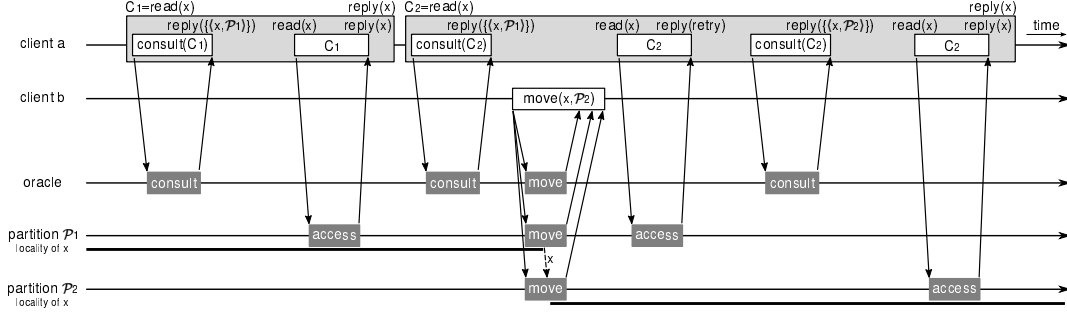 C1=read(x) reply(x) C2=read(x) reply(x)
reply({⟨x,P1⟩}) read(x) reply(x) reply({⟨x,P1⟩}) read(x) reply(retry) reply({⟨x,P2⟩}) read(x) reply(x) time
client a consult(C1) C1 consult(C2) C2 consult(C2) C2
client b move(x,P2)
oracle consult consult move consult
partition P1 access move access
locality of x
x
partition P2 move access
locality of x